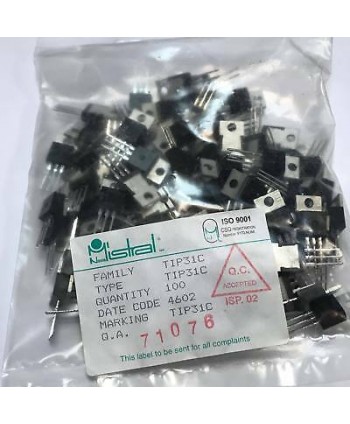 Mistral
ISO 9001
FAMILY TIP31C
TYPE TIP31C
QUANTITY 100
DATE CODE 4602
MARKING TIP31C
Q.A. 71076
Q.C.
ACCEPTED
ISP. 02
This label to be sent for all complaints